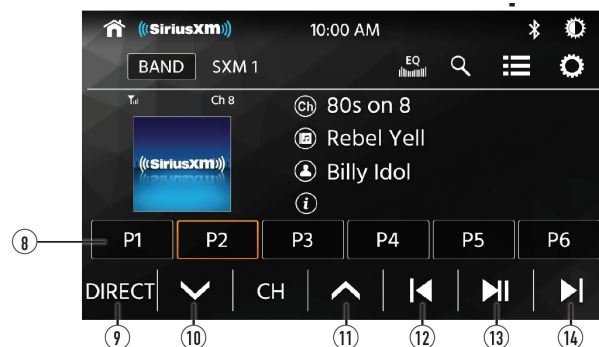 ((SiriusXM)) 10:00 AM
BAND SXM 1 EQ
Ch 8
((SiriusXM))
Ch 80s on 8
Rebel Yell
Billy Idol
i
P1 P2 P3 P4 P5 P6
DIRECT CH
8
9 10 11 12 13 14